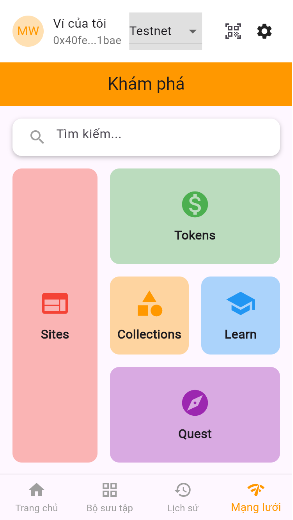 MW
Ví của tôi
0x40fe...1bae
Testnet
Khám phá
Tìm kiếm...
Tokens
Sites
Collections
Learn
Quest
Trang chủ
Bộ sưu tập
Lịch sử
Mạng lưới